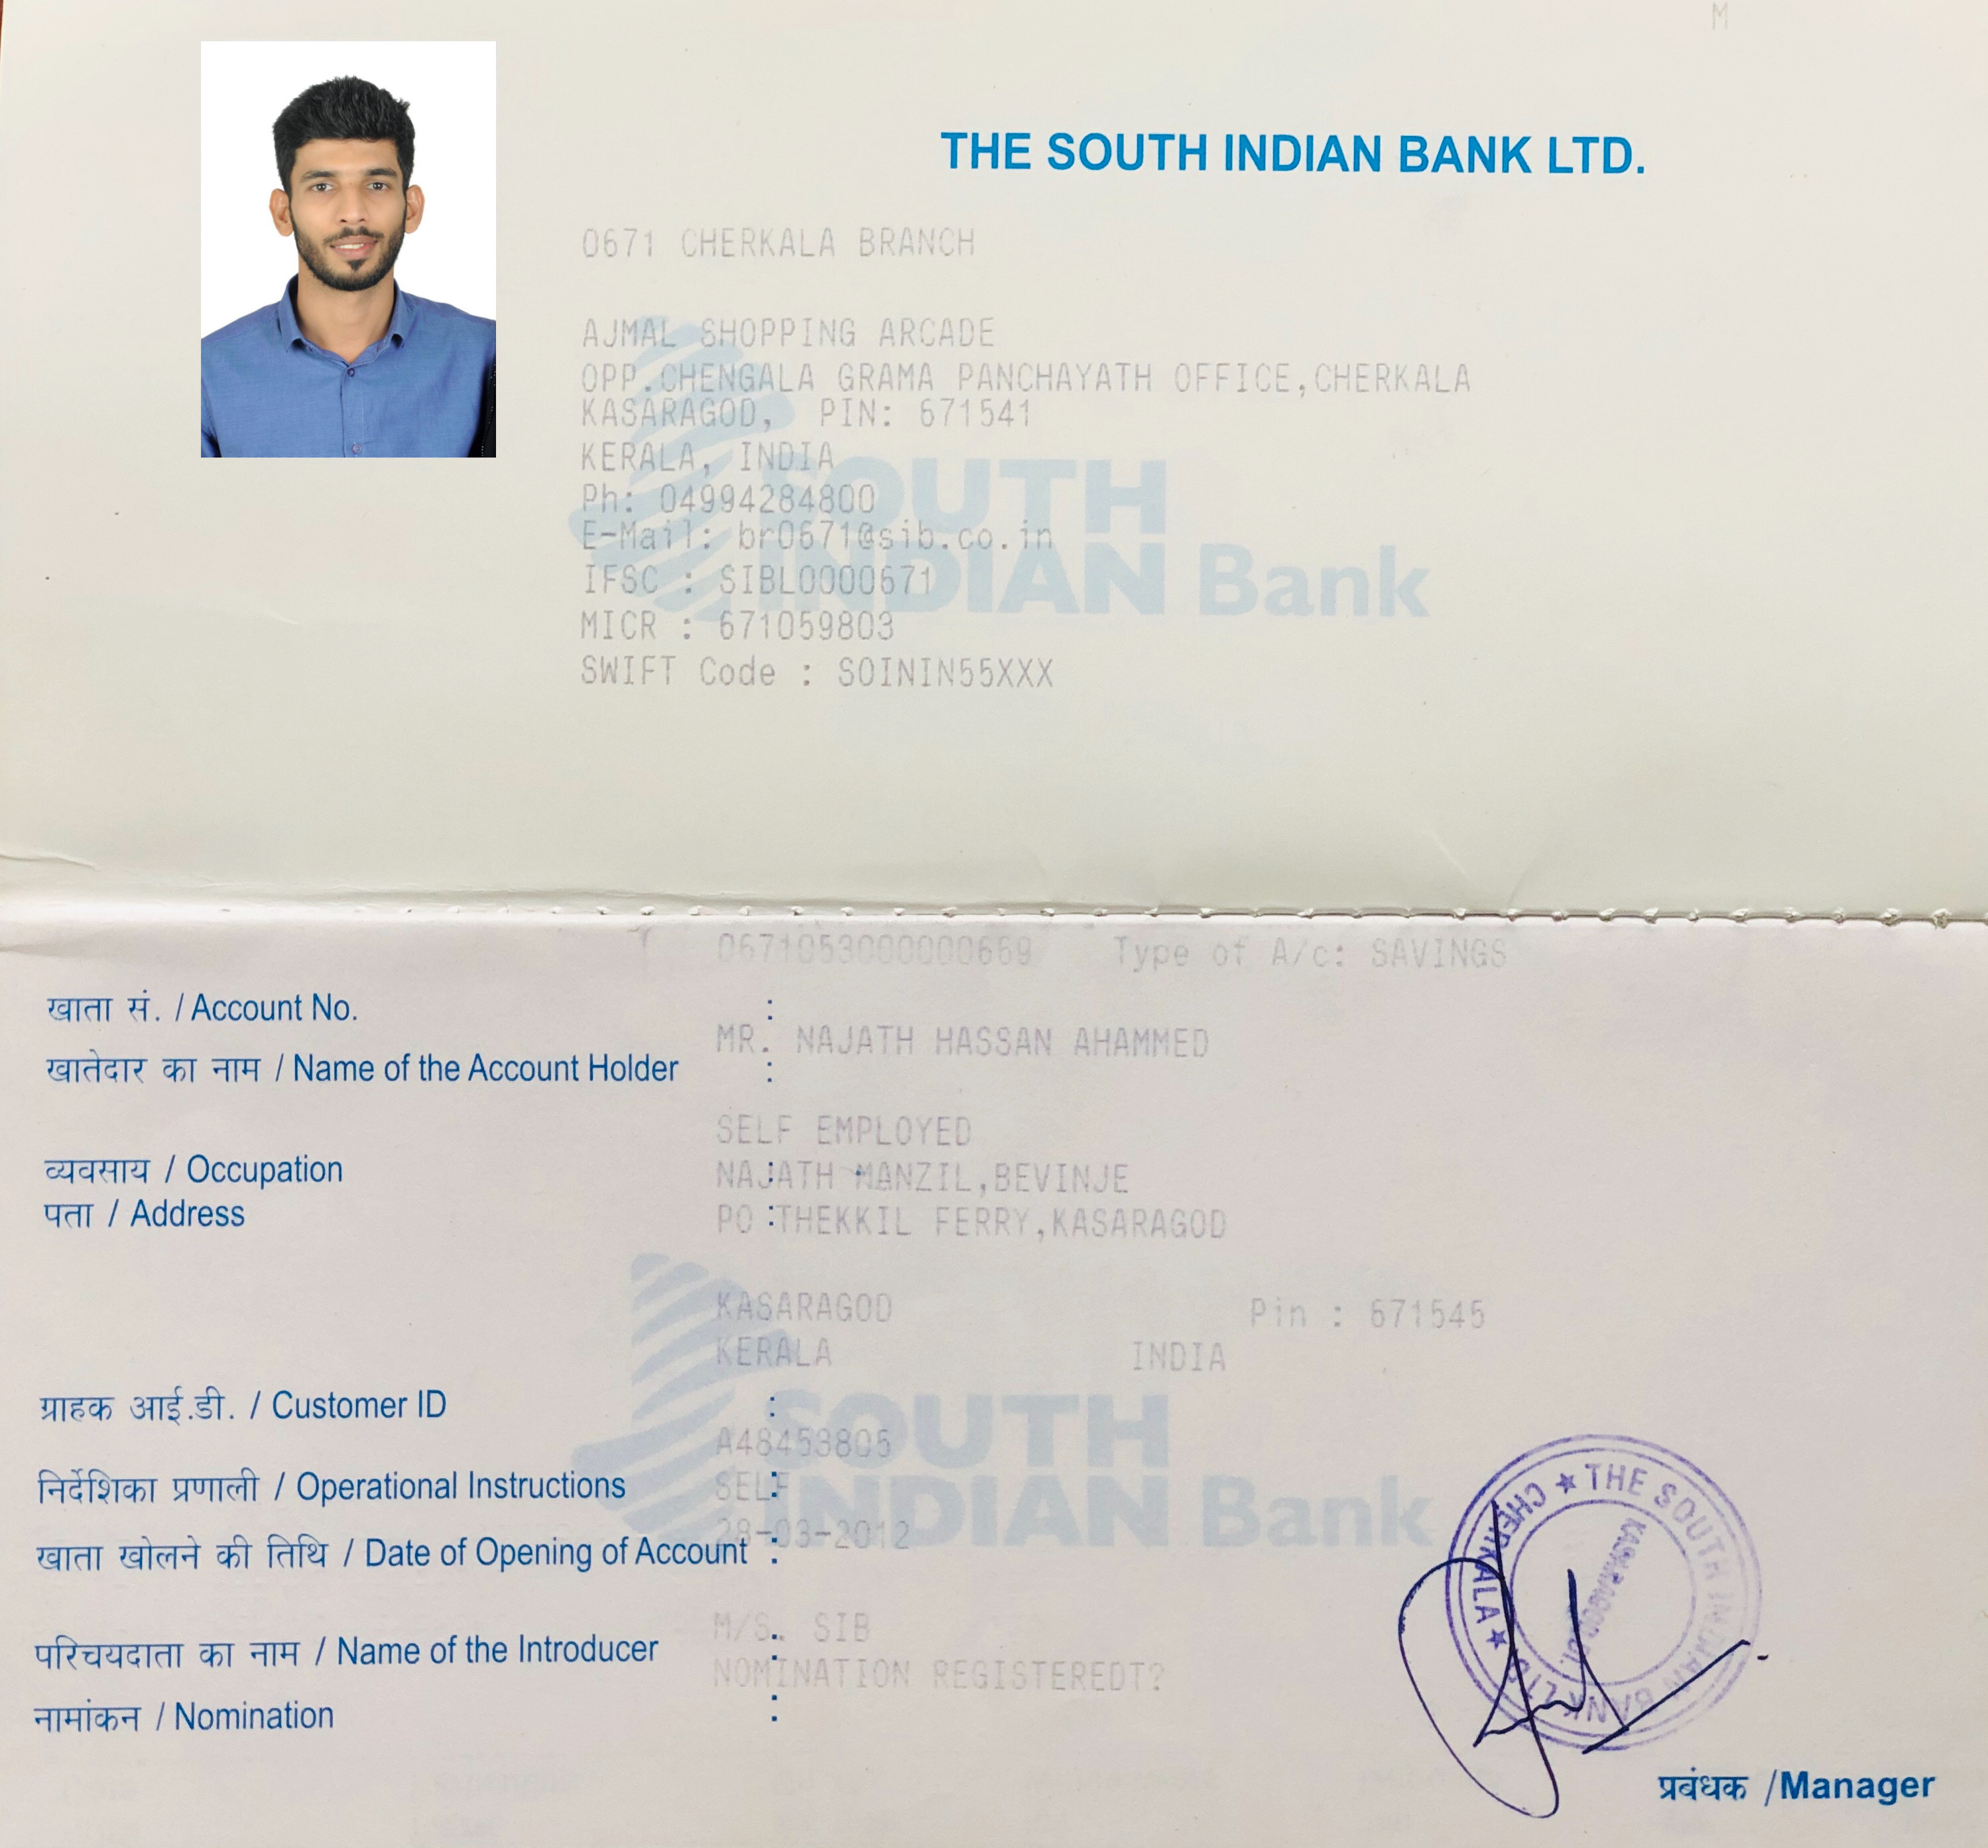 M
THE SOUTH INDIAN BANK LTD.
0671 CHERKALA BRANCH
AJMAL SHOPPING ARCADE
OPP.CHENGALA GRAMA PANCHAYATH OFFICE,CHERKALA
KASARAGOD, PIN: 671541
KERALA, INDIA
Ph: 04994284800
E-Mail: br0671@sib.co.in
IFSC : SIBL0000671
MICR : 671059803
SWIFT Code : SOININ55XXX
SOUTH
INDIAN Bank
0671053000000669 Type of A/c: SAVINGS
खाता सं. / Account No. :
MR. NAJATH HASSAN AHAMMED
खातेदार का नाम / Name of the Account Holder :
SELF EMPLOYED
व्यवसाय / Occupation :
NAJATH MANZIL,BEVINJE
पता / Address :
PO THEKKIL FERRY,KASARAGOD
KASARAGOD Pin : 671545
KERALA INDIA
ग्राहक आई.डी. / Customer ID :
A48453805
निर्देशिका प्रणाली / Operational Instructions :
SELF
28-03-2012
खाता खोलने की तिथि / Date of Opening of Account :
M/S. SIB
परिचयदाता का नाम / Name of the Introducer :
NOMINATION REGISTEREDT?
नामांकन / Nomination :
SOUTH
INDIAN Bank
★ THE SOUTH INDIAN BANK LTD ★ CHERKALA
प्रबंधक /Manager